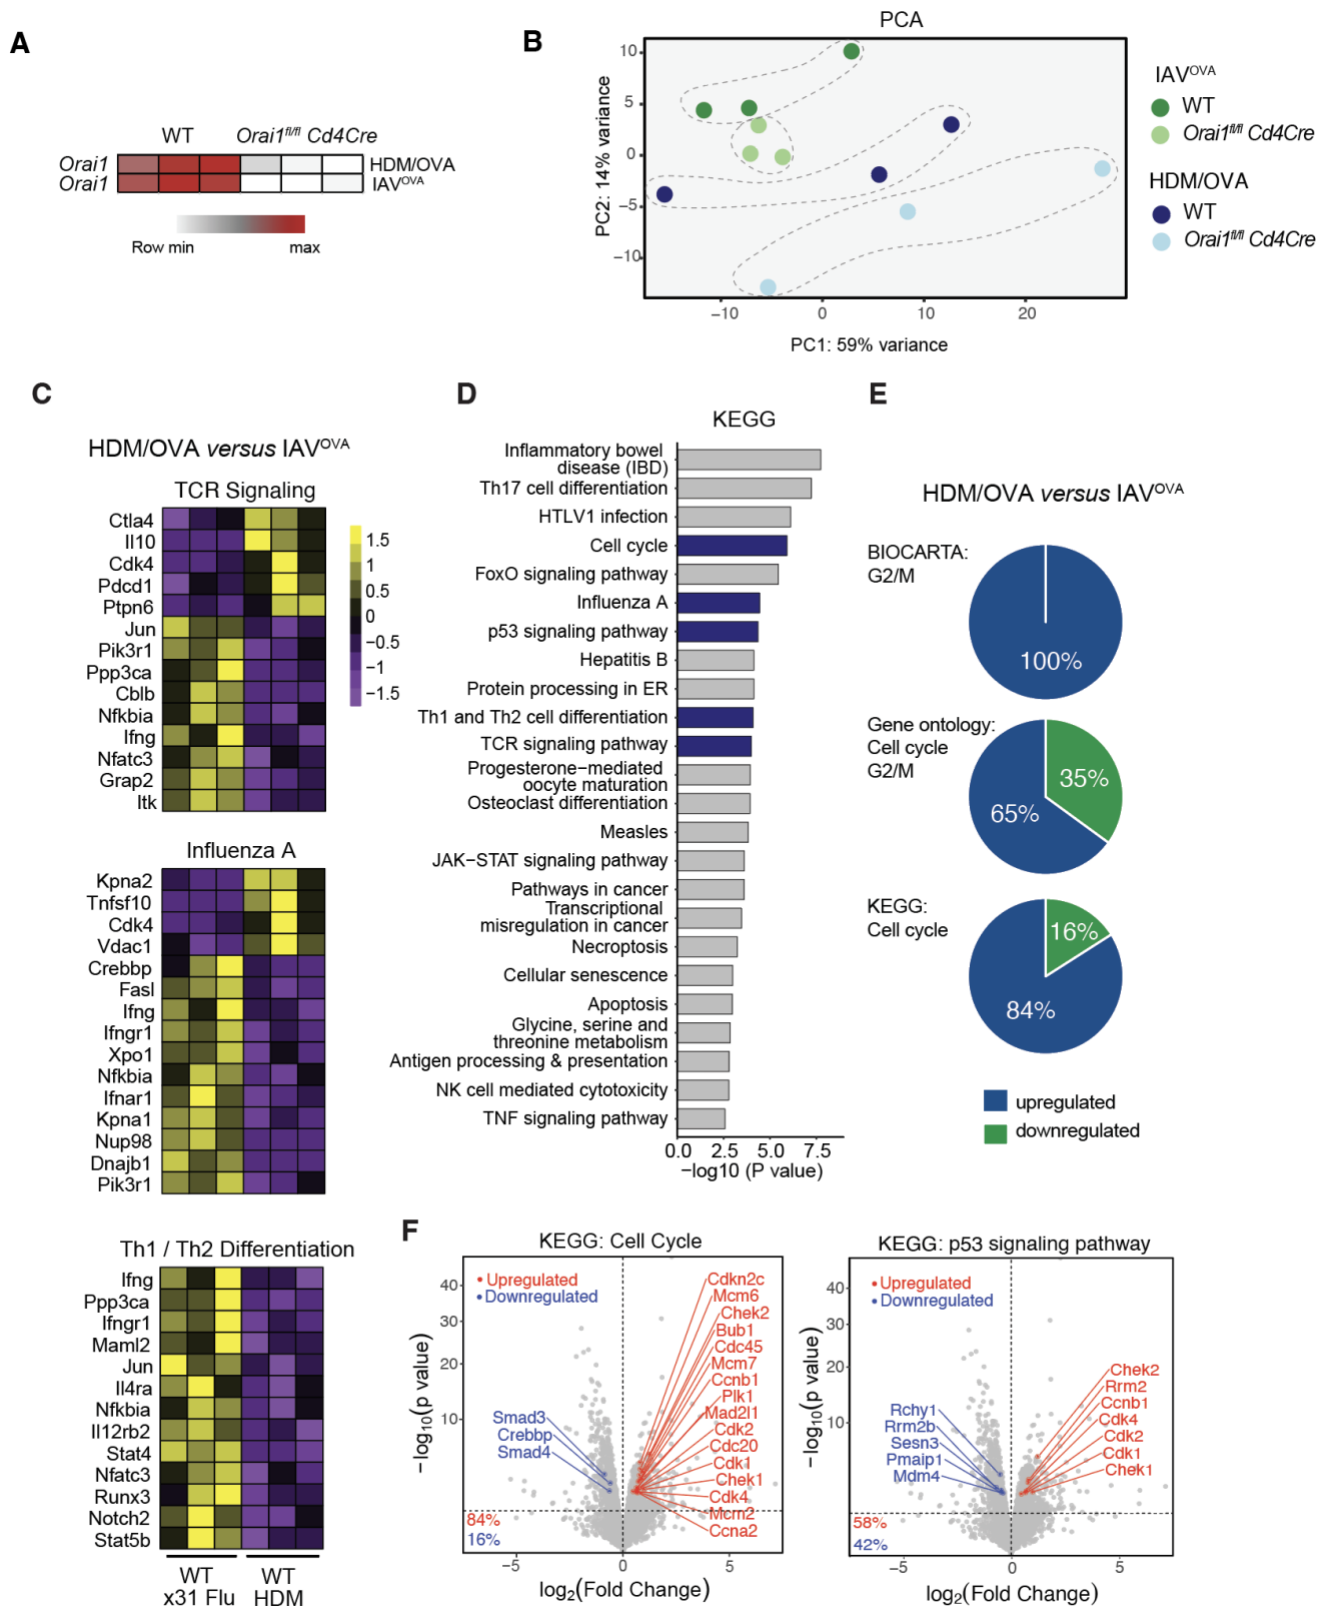 A
WT
Orai1fl/fl Cd4Cre
Orai1
HDM/OVA
Orai1
IAVOVA
Row min
max
B
PCA
PC2: 14% variance
10
5
0
−5
−10
−10
0
10
20
PC1: 59% variance
IAVOVA
WT
Orai1fl/fl Cd4Cre
HDM/OVA
WT
Orai1fl/fl Cd4Cre
C
HDM/OVA versus IAVOVA
TCR Signaling
Ctla4
Il10
Cdk4
Pdcd1
Ptpn6
Jun
Pik3r1
Ppp3ca
Cblb
Nfkbia
Ifng
Nfatc3
Grap2
Itk
1.5
1
0.5
0
−0.5
−1
−1.5
Influenza A
Kpna2
Tnfsf10
Cdk4
Vdac1
Crebbp
Fasl
Ifng
Ifngr1
Xpo1
Nfkbia
Ifnar1
Kpna1
Nup98
Dnajb1
Pik3r1
Th1 / Th2 Differentiation
Ifng
Ppp3ca
Ifngr1
Maml2
Jun
Il4ra
Nfkbia
Il12rb2
Stat4
Nfatc3
Runx3
Notch2
Stat5b
WT
x31 Flu
WT
HDM
D
KEGG
Inflammatory bowel
disease (IBD)
Th17 cell differentiation
HTLV1 infection
Cell cycle
FoxO signaling pathway
Influenza A
p53 signaling pathway
Hepatitis B
Protein processing in ER
Th1 and Th2 cell differentiation
TCR signaling pathway
Progesterone−mediated
oocyte maturation
Osteoclast differentiation
Measles
JAK−STAT signaling pathway
Pathways in cancer
Transcriptional
misregulation in cancer
Necroptosis
Cellular senescence
Apoptosis
Glycine, serine and
threonine metabolism
Antigen processing & presentation
NK cell mediated cytotoxicity
TNF signaling pathway
0.0
2.5
5.0
7.5
−log10 (P value)
E
HDM/OVA versus IAVOVA
BIOCARTA:
G2/M
100%
Gene ontology:
Cell cycle
G2/M
35%
65%
KEGG:
Cell cycle
16%
84%
upregulated
downregulated
F
KEGG: Cell Cycle
Upregulated
Downregulated
−log10(p value)
40
30
20
10
Smad3
Crebbp
Smad4
Cdkn2c
Mcm6
Chek2
Bub1
Cdc45
Mcm7
Ccnb1
Plk1
Mad2l1
Cdk2
Cdc20
Cdk1
Chek1
Cdk4
Mcm2
Ccna2
84%
16%
−5
0
5
log2(Fold Change)
KEGG: p53 signaling pathway
Upregulated
Downregulated
−log10(p value)
40
30
20
10
Rchy1
Rrm2b
Sesn3
Pmaip1
Mdm4
Chek2
Rrm2
Ccnb1
Cdk4
Cdk2
Cdk1
Chek1
58%
42%
−5
0
5
log2(Fold Change)